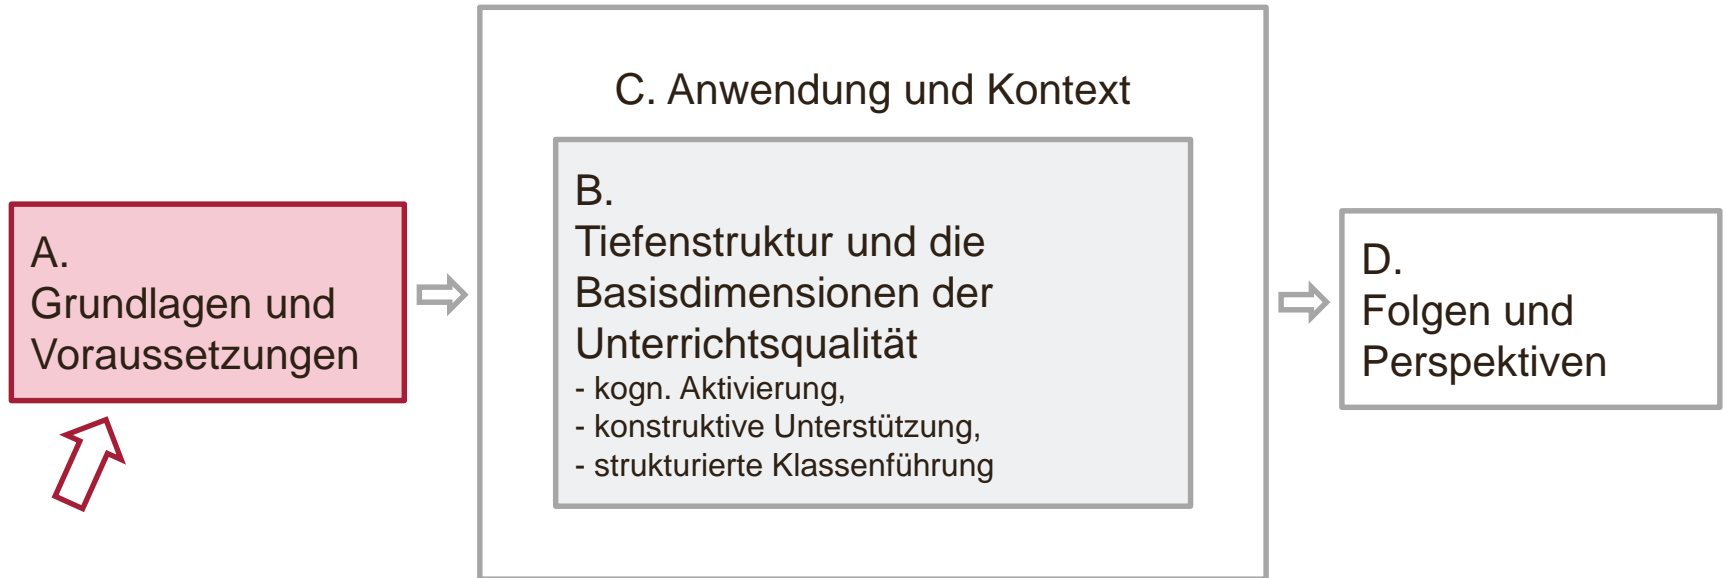 A.
Grundlagen und
Voraussetzungen
C. Anwendung und Kontext
B.
Tiefenstruktur und die
Basisdimensionen der
Unterrichtsqualität
- kogn. Aktivierung,
- konstruktive Unterstützung,
- strukturierte Klassenführung
D.
Folgen und
Perspektiven